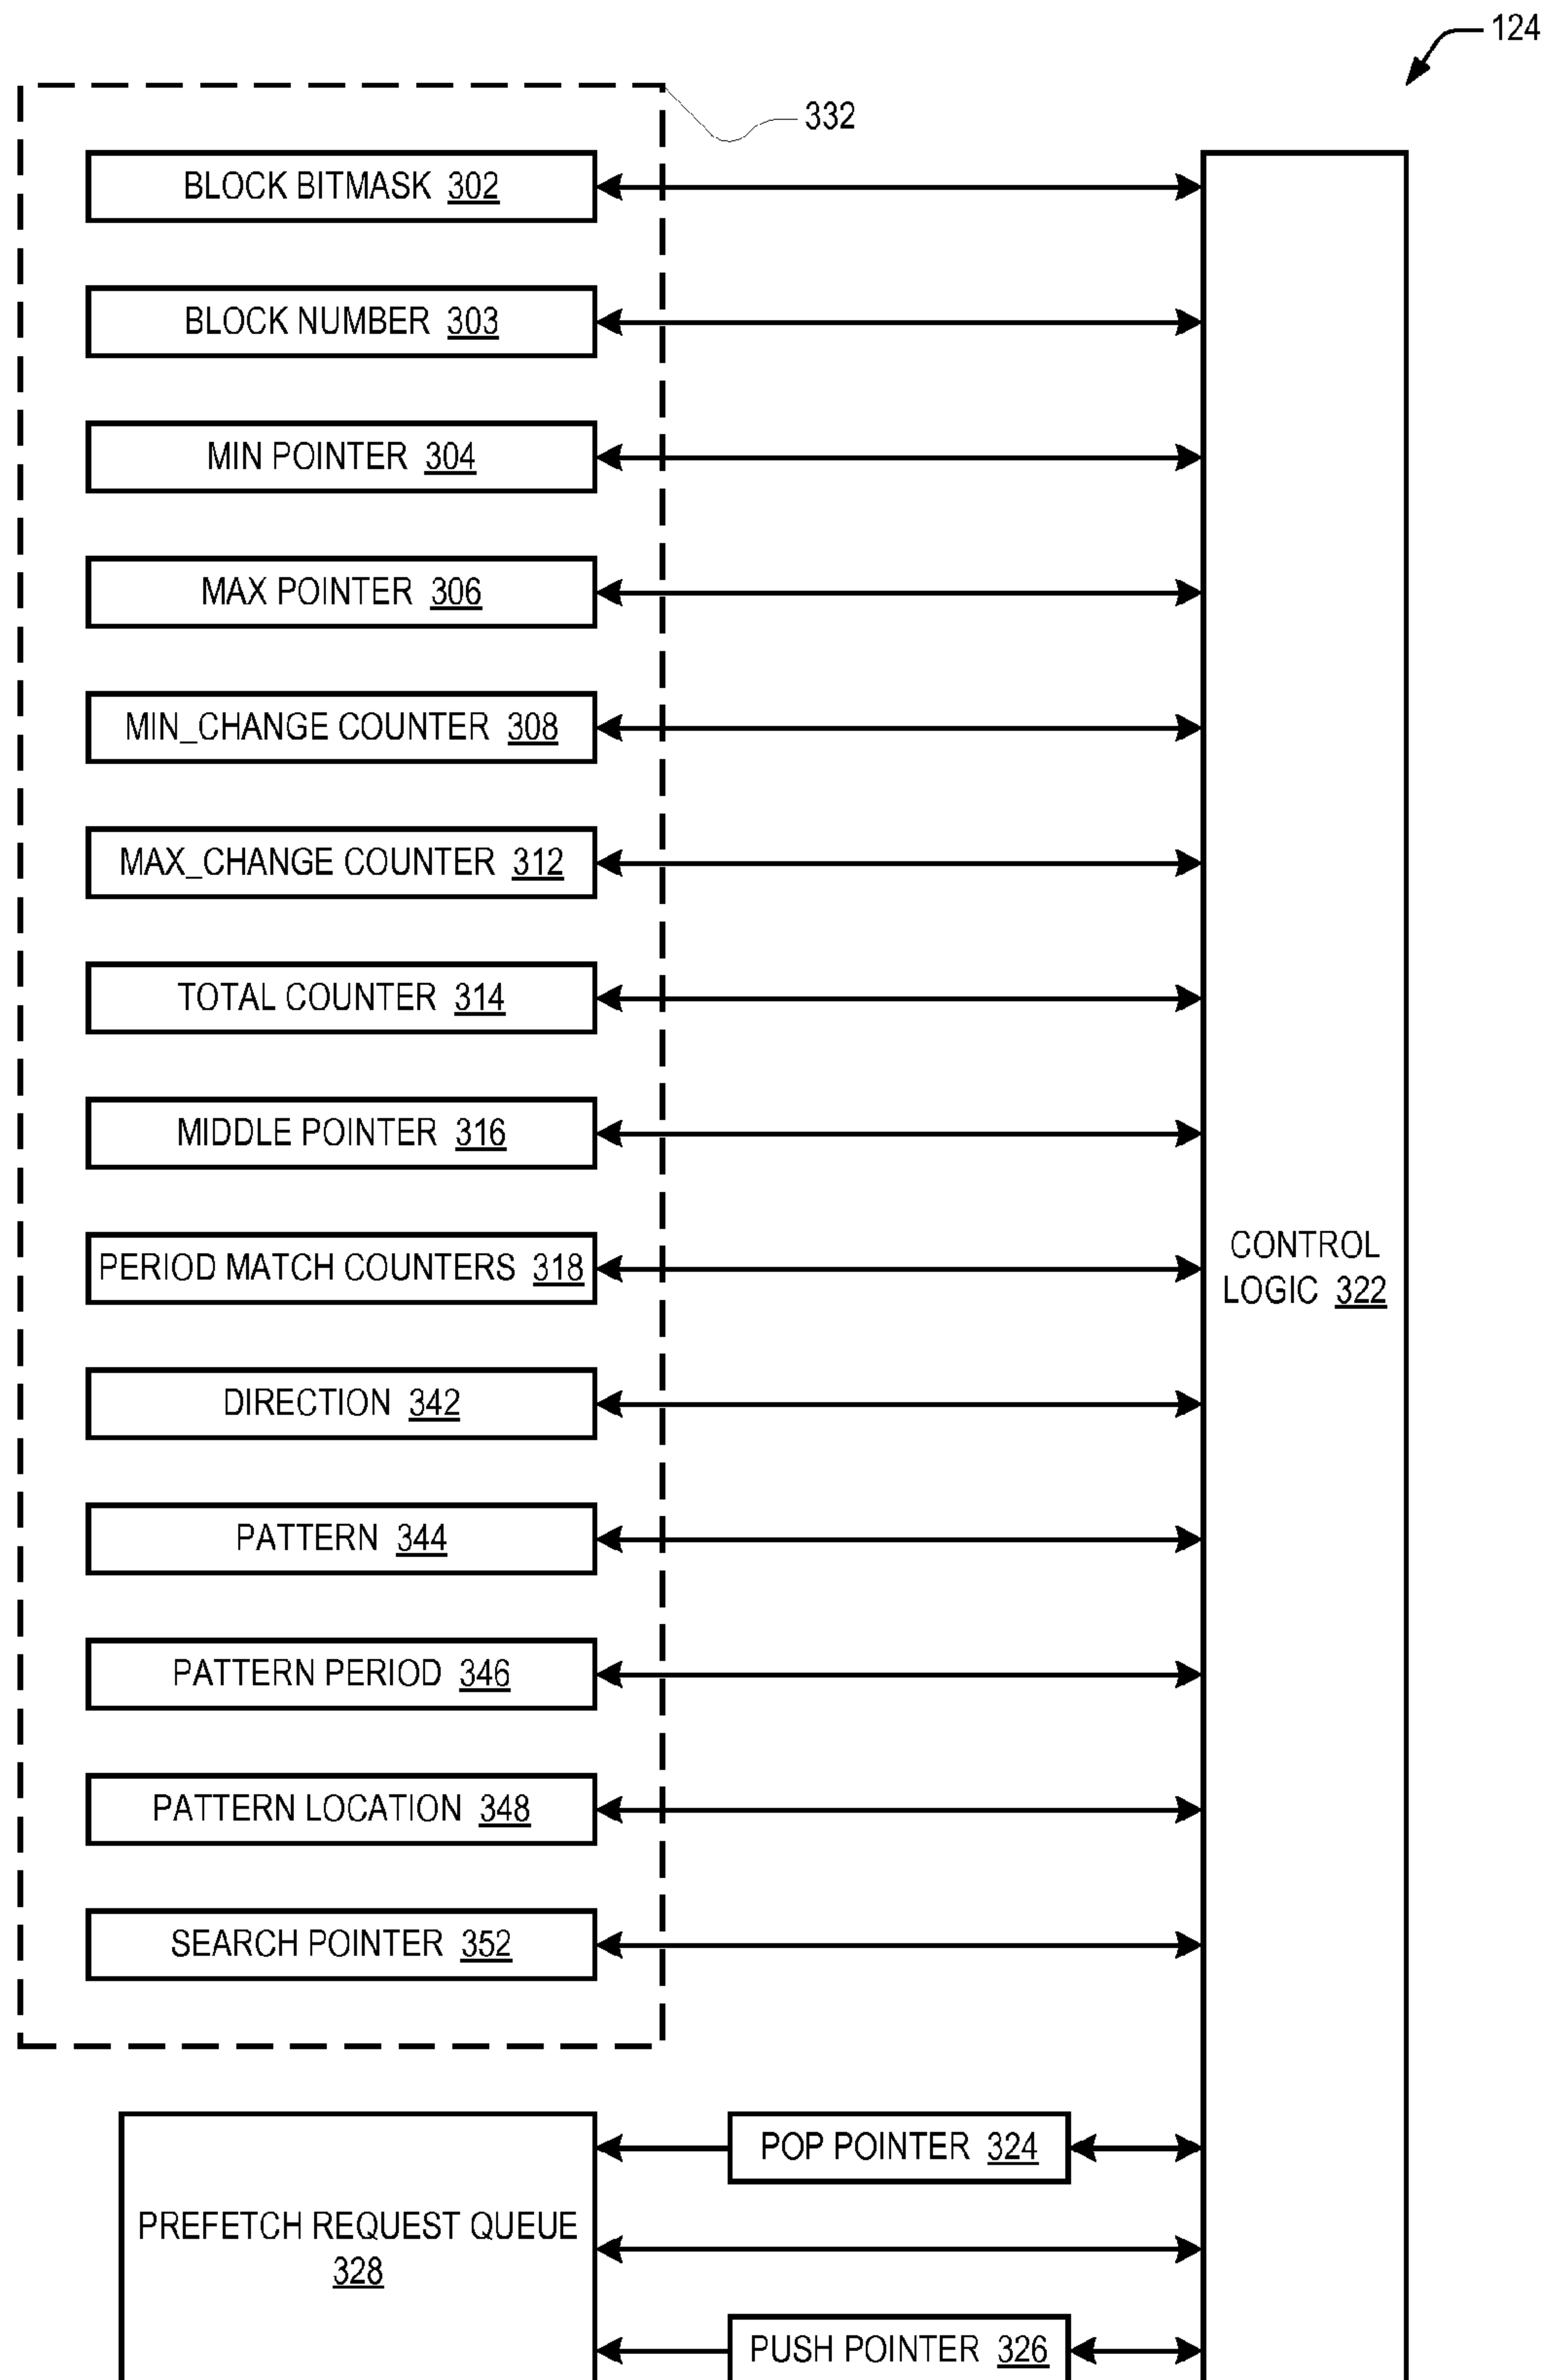 124
332
BLOCK BITMASK 302
BLOCK NUMBER 303
MIN POINTER 304
MAX POINTER 306
MIN_CHANGE COUNTER 308
MAX_CHANGE COUNTER 312
TOTAL COUNTER 314
MIDDLE POINTER 316
PERIOD MATCH COUNTERS 318
CONTROL
LOGIC 322
DIRECTION 342
PATTERN 344
PATTERN PERIOD 346
PATTERN LOCATION 348
SEARCH POINTER 352
POP POINTER 324
PREFETCH REQUEST QUEUE
328
PUSH POINTER 326